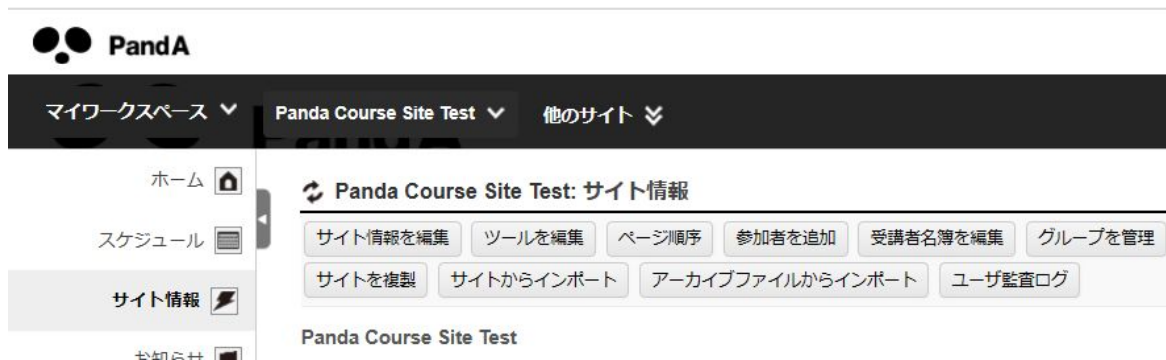 PandA
マイワークスペース Panda Course Site Test 他のサイト
ホーム
スケジュール
サイト情報
お知らせ
Panda Course Site Test: サイト情報
サイト情報を編集 ツールを編集 ページ順序 参加者を追加 受講者名簿を編集 グループを管理
サイトを複製 サイトからインポート アーカイブファイルからインポート ユーザ監査ログ
Panda Course Site Test